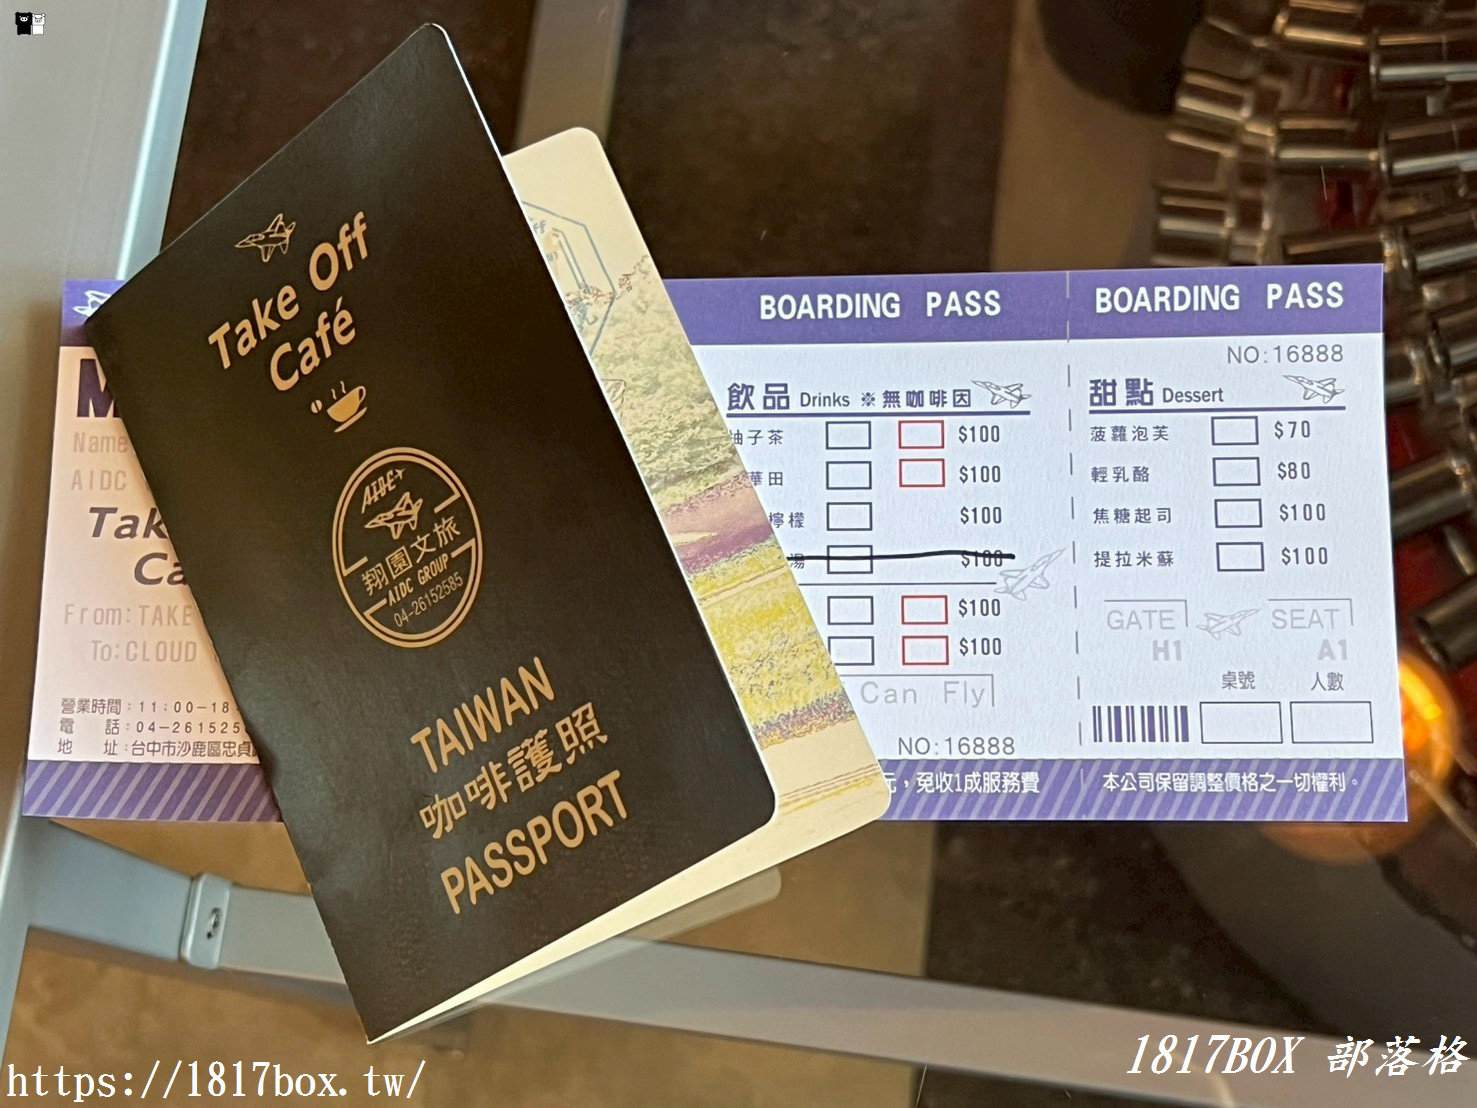 Take Off
Café
AIDC
翔園文旅
AIDC GROUP
04-26152585
TAIWAN
咖啡護照
PASSPORT
M
Name
AIDC
Tak
Ca
From:TAKE
To:CLOUD
營業時間:11:00-18
電 話:04-261525
地 址:台中市沙鹿區忠貞
BOARDING PASS
飲品 Drinks ※無咖啡因
柚子茶 $100
華田 $100
檸檬 $100
湯 $100
$100
$100
Can Fly
NO:16888
元，免收1成服務費
BOARDING PASS
NO:16888
甜點 Dessert
菠蘿泡芙 $70
輕乳酪 $80
焦糖起司 $100
提拉米蘇 $100
GATE SEAT
H1 A1
桌號 人數
本公司保留調整價格之一切權利。
https://1817box.tw/
1817BOX 部落格